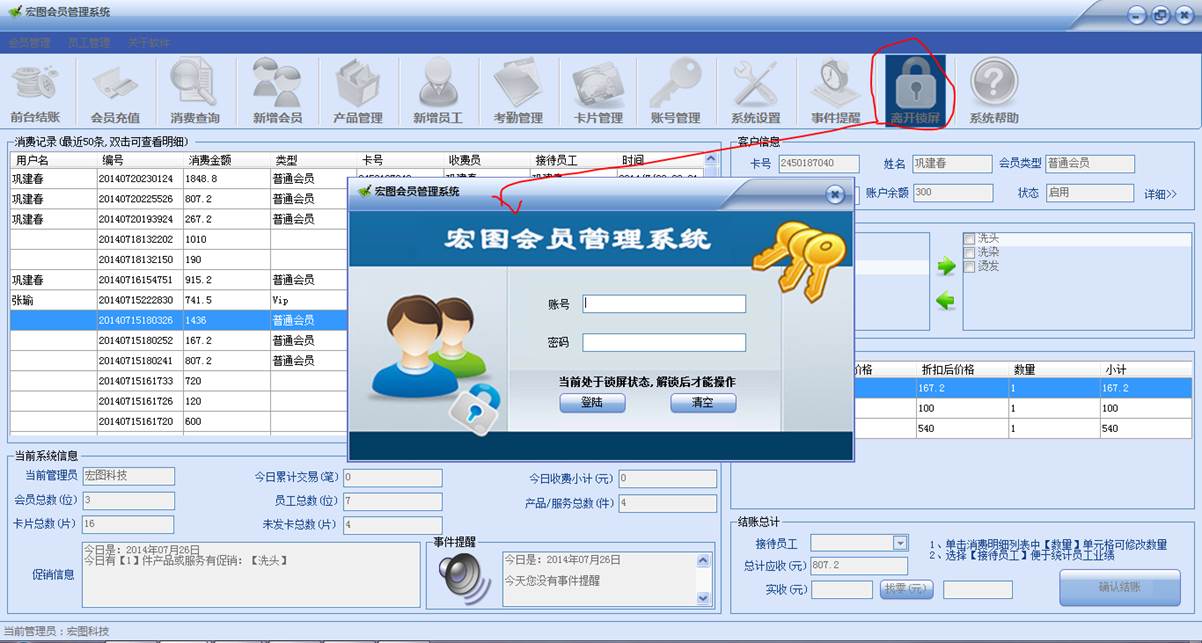 宏图会员管理系统
会员管理 员工管理 关于软件
前台结账 会员充值 消费查询 新增会员 产品管理 新增员工 考勤管理 卡片管理 账号管理 系统设置 事件提醒 离开锁屏 系统帮助
消费记录(最近50条,双击可查看明细)
用户名 编号 消费金额 类型 卡号 收费员 接待员工 时间
巩建春 20140720230124 1848.8 普通会员
巩建春 20140720225526 807.2 普通会员
巩建春 20140720193924 267.2 普通会员
20140718132202 1010
20140718132150 190
巩建春 20140716154751 915.2 普通会员
张瑜 20140715222830 741.5 Vip
20140715180326 1436 普通会员
20140715180252 167.2 普通会员
20140715180241 807.2 普通会员
20140715161733 720
20140715161726 120
20140715161720 600
客户信息
卡号 2450187040 姓名 巩建春 会员类型 普通会员
账户余额 300 状态 启用 详细>>
洗头
洗染
烫发
宏图会员管理系统
宏图会员管理系统
账号
密码
当前处于锁屏状态,解锁后才能操作
登陆 清空
价格 折扣后价格 数量 小计
167.2 1 167.2
100 1 100
540 1 540
当前系统信息
当前管理员 宏图科技 今日累计交易(笔) 0 今日收费小计(元) 0
会员总数(位) 3 员工总数(位) 7 产品/服务总数(件) 4
卡片总数(片) 16 未发卡总数(片) 4
促销信息
今日是: 2014年07月26日
今日有【1】件产品或服务有促销: 【洗头】
事件提醒
今日是: 2014年07月26日
今天您没有事件提醒
结账总计
接待员工
总计应收(元) 807.2
实收(元) 找零(元)
1、单击消费明细列表中【数量】单元格可修改数量
2、选择【接待员工】便于统计员工业绩
确认结账
当前管理员:宏图科技